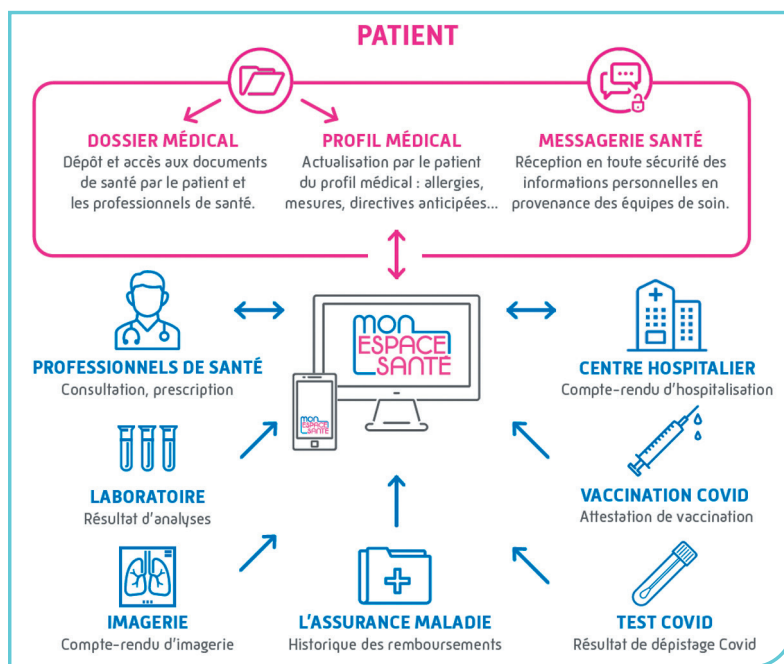 PATIENT
DOSSIER MÉDICAL
Dépôt et accès aux documents
de santé par le patient et
les professionnels de santé.
PROFIL MÉDICAL
Actualisation par le patient
du profil médical : allergies,
mesures, directives anticipées...
MESSAGERIE SANTÉ
Réception en toute sécurité des
informations personnelles en
provenance des équipes de soin.
mon
ESPACE
SANTÉ
mon
ESPACE
SANTÉ
PROFESSIONNELS DE SANTÉ
Consultation, prescription
CENTRE HOSPITALIER
Compte-rendu d'hospitalisation
LABORATOIRE
Résultat d'analyses
VACCINATION COVID
Attestation de vaccination
IMAGERIE
Compte-rendu d'imagerie
L'ASSURANCE MALADIE
Historique des remboursements
TEST COVID
Résultat de dépistage Covid